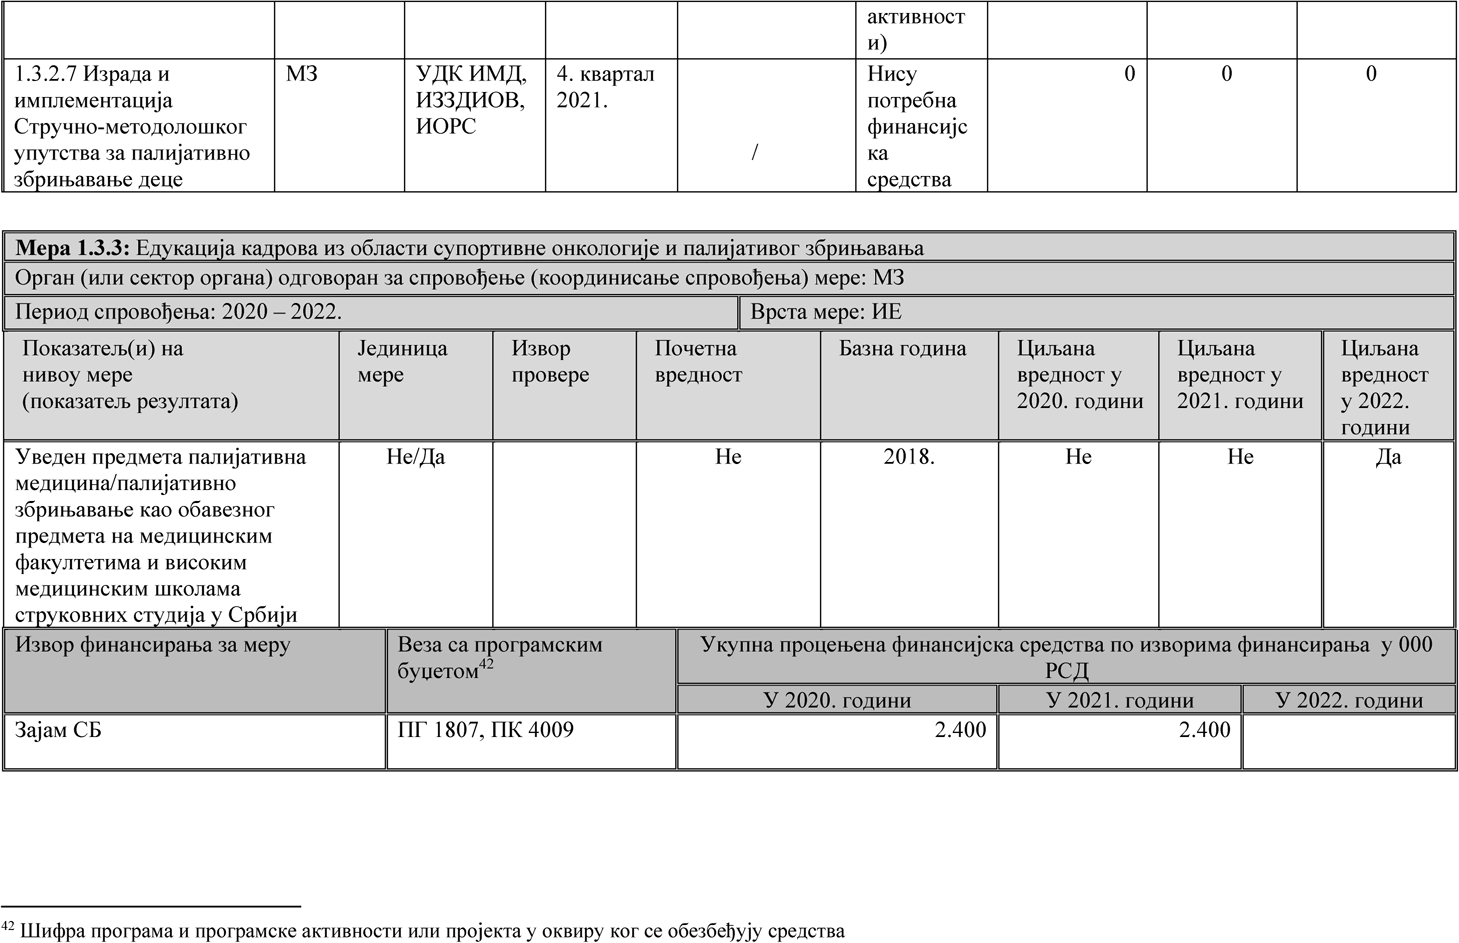 активност
и)
1.3.2.7 Израда и
имплементација
Стручно-методолошког
упутства за палијативно
збрињавање деце
МЗ
УДК ИМД,
ИЗЗДИОВ,
ИОРС
4. квартал
2021.
/
Нису
потребна
финансијс
ка
средства
0
0
0
Мера 1.3.3: Едукација кадрова из области супортивне онкологије и палијативог збрињавања
Орган (или сектор органа) одговоран за спровођење (координисање спровођења) мере: МЗ
Период спровођења: 2020 – 2022.
Врста мере: ИЕ
Показатељ(и) на
нивоу мере
(показатељ резултата)
Јединица
мере
Извор
провере
Почетна
вредност
Базна година
Циљана
вредност у
2020. години
Циљана
вредност у
2021. години
Циљана
вредност
у 2022.
години
Уведен предмета палијативна
медицина/палијативно
збрињавање као обавезног
предмета на медицинским
факултетима и високим
медицинским школама
струковних студија у Србији
Не/Да
Не
2018.
Не
Не
Да
Извор финансирања за меру
Веза са програмским
буџетом42
Укупна процењена финансијска средства по изворима финансирања у 000
РСД
У 2020. години
У 2021. години
У 2022. години
Зајам СБ
ПГ 1807, ПК 4009
2.400
2.400
42 Шифра програма и програмске активности или пројекта у оквиру ког се обезбеђују средства